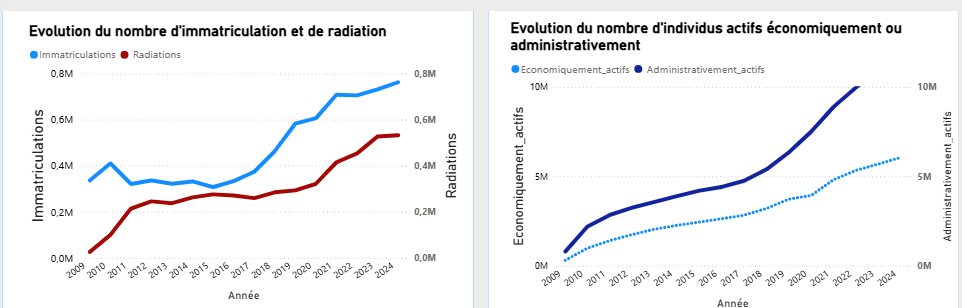 Evolution du nombre d'immatriculation et de radiation
Immatriculations Radiations
0,8M
0,6M
0,4M
0,2M
0,0M
Immatriculations
0,8M
0,6M
0,4M
0,2M
0,0M
Radiations
2009 2010 2011 2012 2013 2014 2015 2016 2017 2018 2019 2020 2021 2022 2023 2024
Année
Evolution du nombre d'individus actifs économiquement ou
administrativement
Economiquement_actifs Administrativement_actifs
10M
5M
0M
Economiquement_actifs
10M
5M
0M
Administrativement_actifs
2009 2010 2011 2012 2013 2014 2015 2016 2017 2018 2019 2020 2021 2022 2023 2024
Année